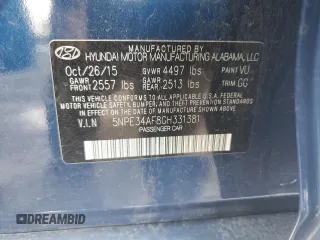 MANUFACTURED BY
HYUNDAI MOTOR MANUFACTURING ALABAMA, LLC
Oct/26/15 GVWR 4497 lbs PAINT VU
GAWR FRONT 2557 lbs GAWR REAR 2513 lbs TRIM GG
THIS VEHICLE CONFORMS TO ALL APPLICABLE
U.S. FEDERAL MOTOR VEHICLE SAFETY, BUMPER,
AND THEFT PREVENTION STANDARDS IN EFFECT ON
THE DATE OF MANUFACTURE SHOWN ABOVE.
V.I.N 5NPE34AF8GH331381
PASSENGER CAR
DREAMBID